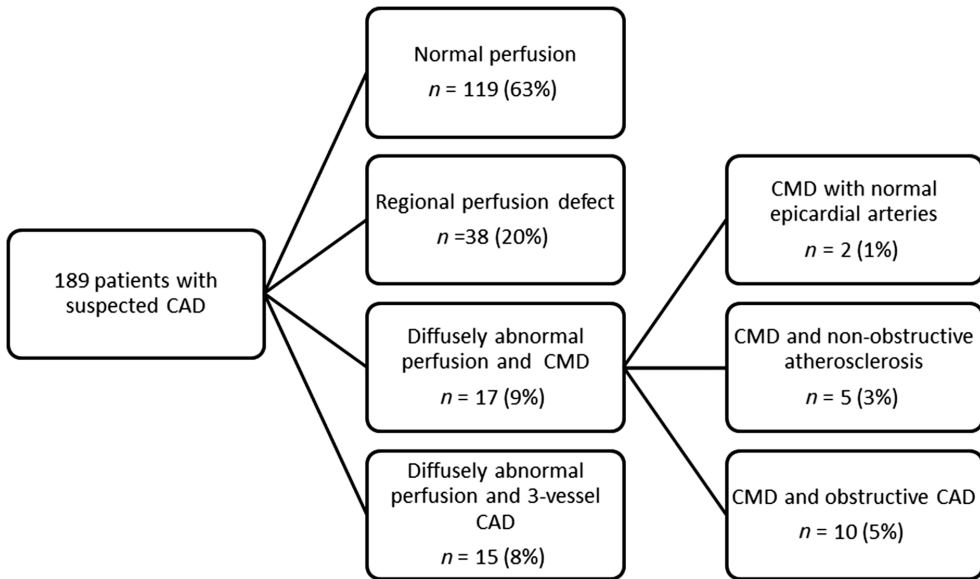 189 patients with
suspected CAD
Normal perfusion
n = 119 (63%)
Regional perfusion defect
n =38 (20%)
Diffusely abnormal
perfusion and CMD
n = 17 (9%)
Diffusely abnormal
perfusion and 3-vessel
CAD
n = 15 (8%)
CMD with normal
epicardial arteries
n = 2 (1%)
CMD and non-obstructive
atherosclerosis
n = 5 (3%)
CMD and obstructive CAD
n = 10 (5%)